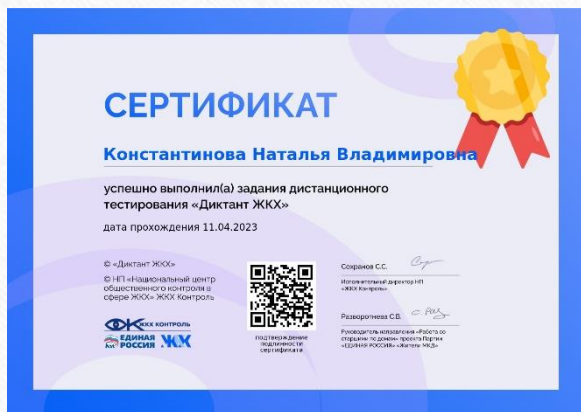 СЕРТИФИКАТ
Константинова Наталья Владимировна
успешно выполнил(а) задания дистанционного
тестирования «Диктант ЖКХ»
дата прохождения 11.04.2023
© «Диктант ЖКХ»
© НП «Национальный центр
общественного контроля в
сфере ЖКХ» ЖКХ Контроль
ЖКХ КОНТРОЛЬ
ЕДИНАЯ
РОССИЯ
ЖКХ
подтверждение
подлинности
сертификата
Сохранов С.С.
Исполнительный директор НП
«ЖКХ Контроль»
Разворотнева С.В.
Руководитель направления «Работа со
старшими по домам» проекта Партии
«ЕДИНАЯ РОССИЯ» «Жители МКД»